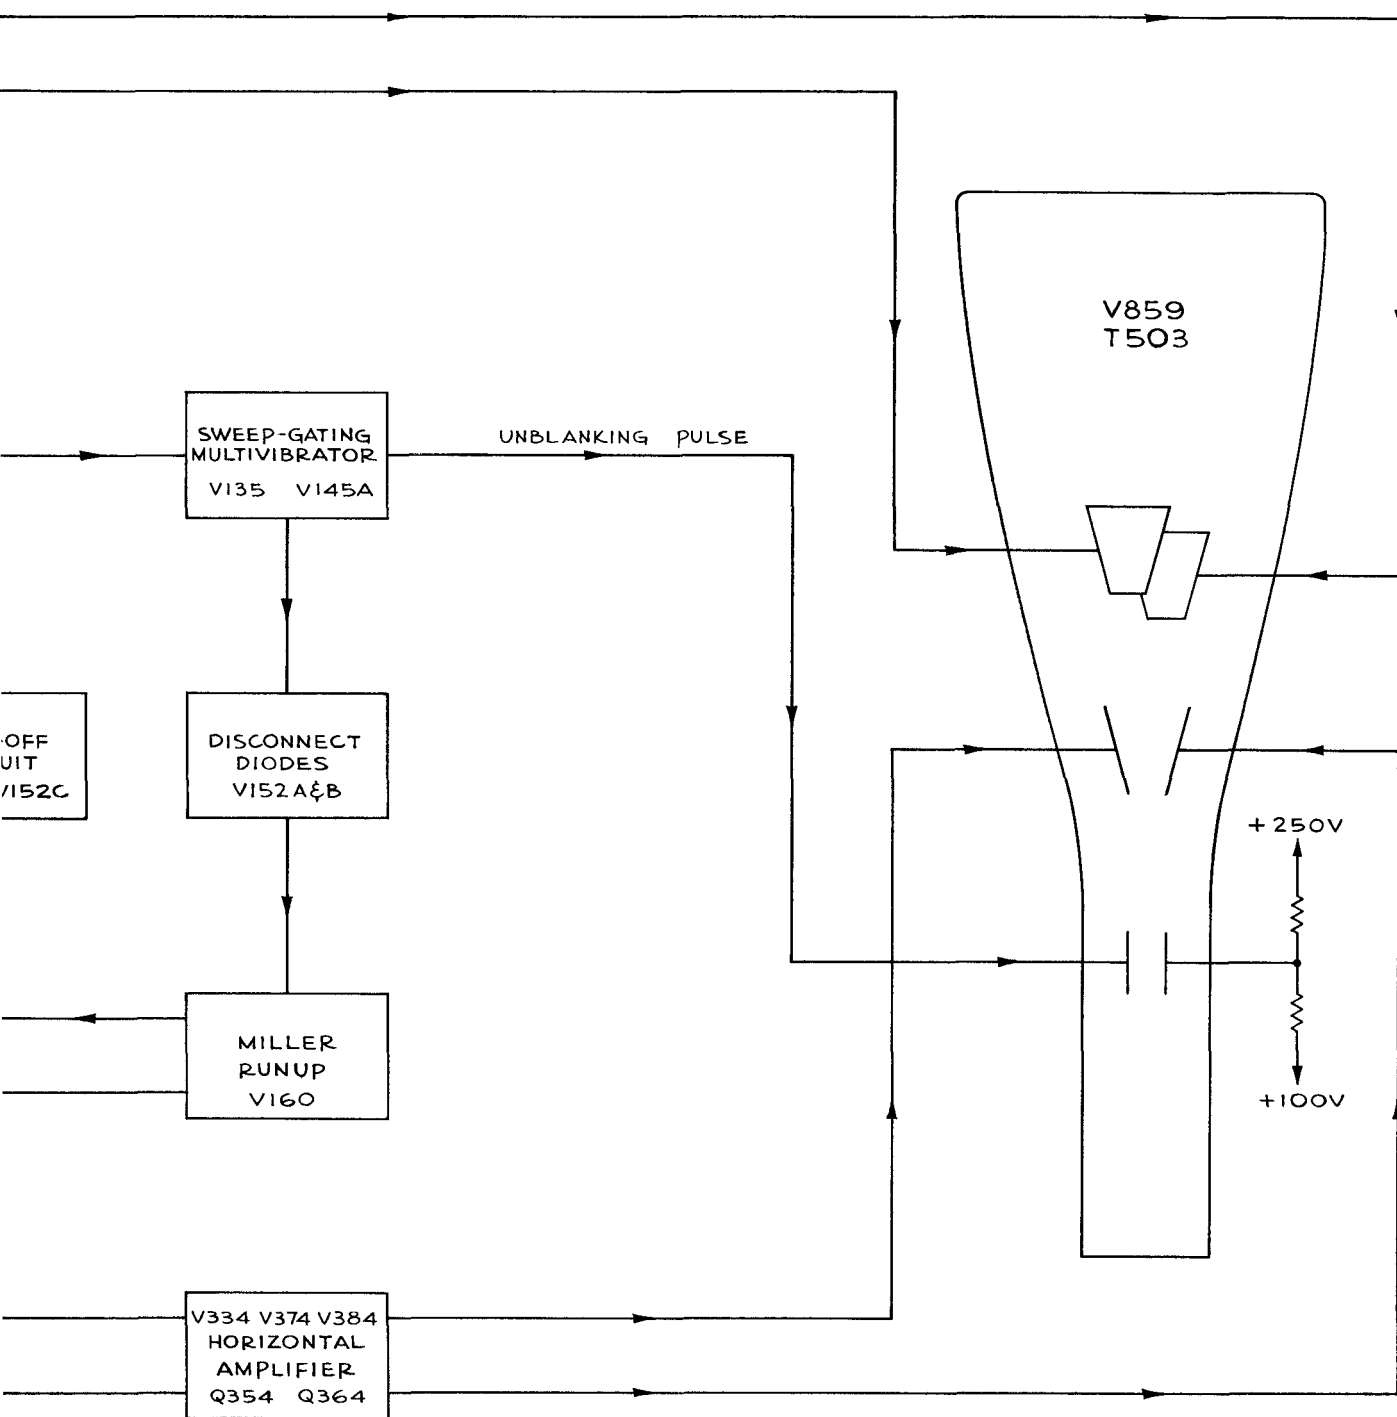 V859
T503
SWEEP-GATING
MULTIVIBRATOR
V135 V145A
UNBLANKING PULSE
-OFF
UIT
V152C
DISCONNECT
DIODES
V152A&B
+250V
MILLER
RUNUP
V160
+100V
V334 V374 V384
HORIZONTAL
AMPLIFIER
Q354 Q364